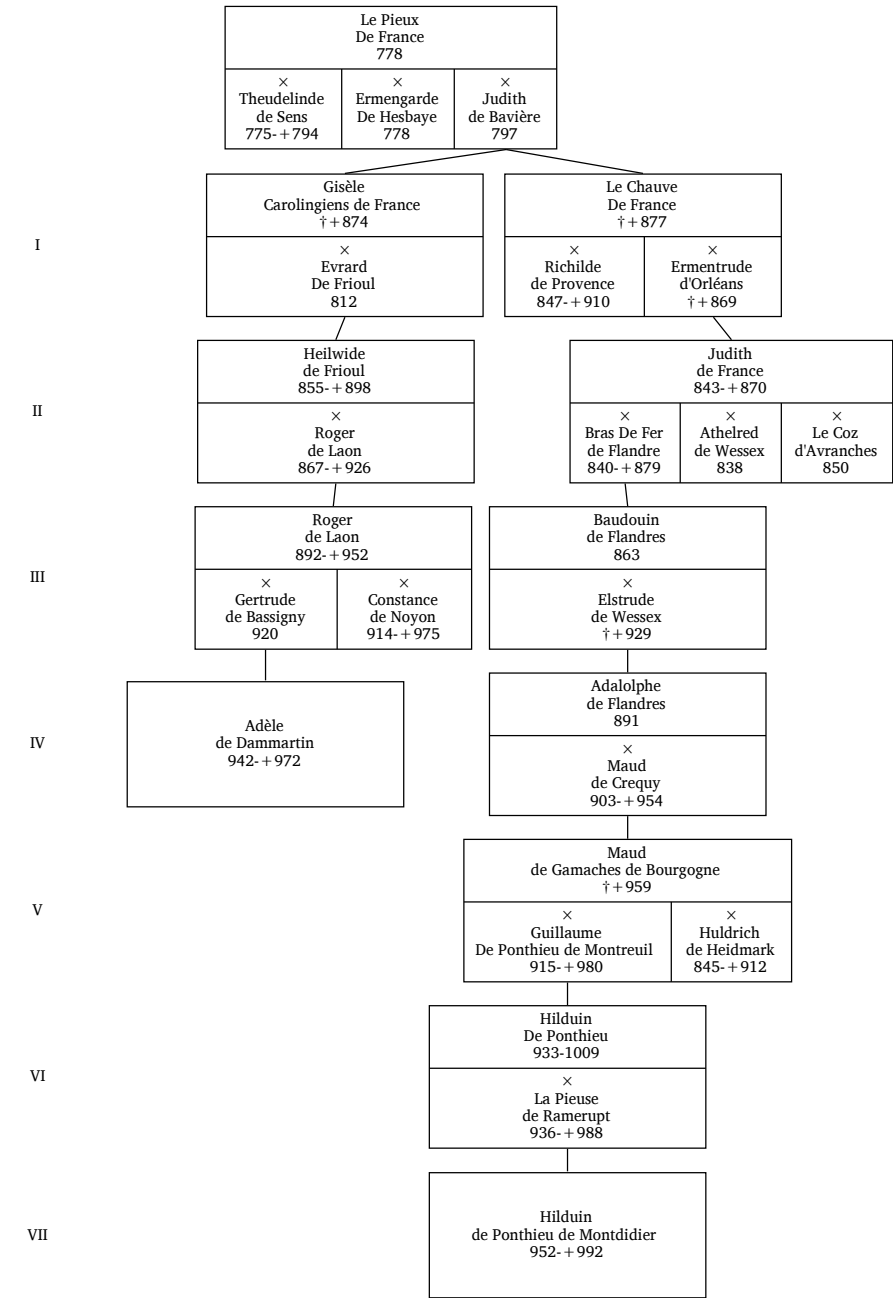 Le Pieux
De France
778
×
Theudelinde
de Sens
775-+794
×
Ermengarde
De Hesbaye
778
×
Judith
de Bavière
797
I
Gisèle
Carolingiens de France
†+874
×
Evrard
De Frioul
812
Le Chauve
De France
†+877
×
Richilde
de Provence
847-+910
×
Ermentrude
d'Orléans
†+869
II
Heilwide
de Frioul
855-+898
×
Roger
de Laon
867-+926
Judith
de France
843-+870
×
Bras De Fer
de Flandre
840-+879
×
Athelred
de Wessex
838
×
Le Coz
d'Avranches
850
III
Roger
de Laon
892-+952
×
Gertrude
de Bassigny
920
×
Constance
de Noyon
914-+975
Baudouin
de Flandres
863
×
Elstrude
de Wessex
†+929
IV
Adèle
de Dammartin
942-+972
Adalolphe
de Flandres
891
×
Maud
de Crequy
903-+954
V
Maud
de Gamaches de Bourgogne
†+959
×
Guillaume
De Ponthieu de Montreuil
915-+980
×
Huldrich
de Heidmark
845-+912
VI
Hilduin
De Ponthieu
933-1009
×
La Pieuse
de Ramerupt
936-+988
VII
Hilduin
de Ponthieu de Montdidier
952-+992